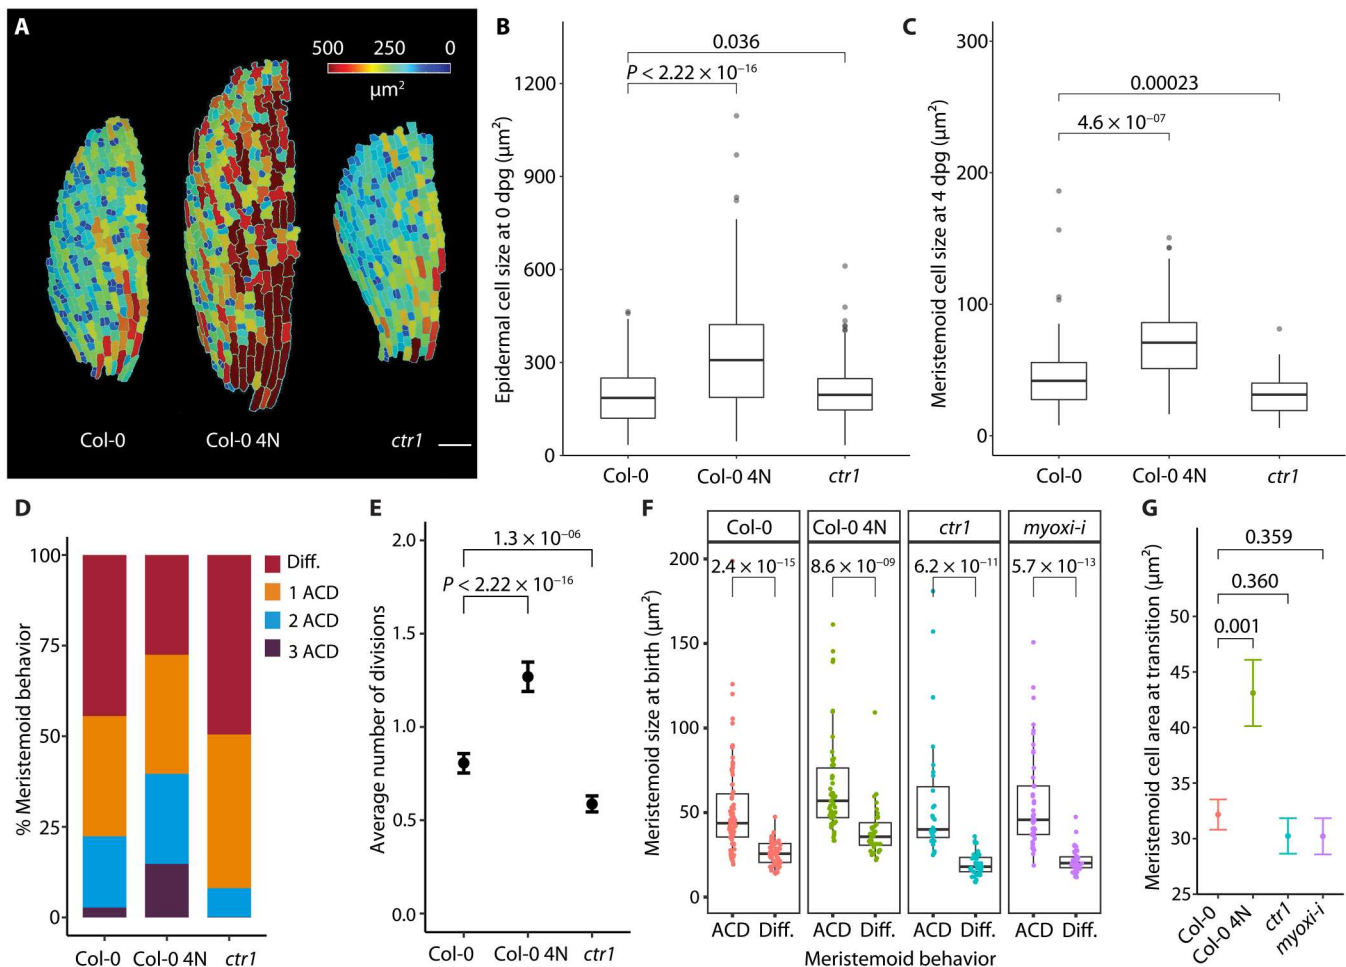 A
500 250 0
µm²
Col-0 Col-0 4N ctr1
B
Epidermal cell size at 0 dpg (µm²)
0.036
P < 2.22 × 10⁻¹⁶
1200
900
600
300
0
Col-0 Col-0 4N ctr1
C
Meristemoid cell size at 4 dpg (µm²)
300
0.00023
4.6 × 10⁻⁰⁷
200
100
0
Col-0 Col-0 4N ctr1
D
% Meristemoid behavior
100
75
50
25
0
Diff.
1 ACD
2 ACD
3 ACD
Col-0 Col-0 4N ctr1
E
Average number of divisions
2.0
1.3 × 10⁻⁰⁶
P < 2.22 × 10⁻¹⁶
1.5
1.0
0.5
0.0
Col-0 Col-0 4N ctr1
F
Meristemoid size at birth (µm²)
Col-0 Col-0 4N ctr1 myoxi-i
200
2.4 × 10⁻¹⁵ 8.6 × 10⁻⁰⁹ 6.2 × 10⁻¹¹ 5.7 × 10⁻¹³
150
100
50
0
ACD Diff. ACD Diff. ACD Diff. ACD Diff.
Meristemoid behavior
G
Meristemoid cell area at transition (µm²)
0.359
0.360
0.001
50
45
40
35
30
25
Col-0
Col-0 4N
ctr1
myoxi-i